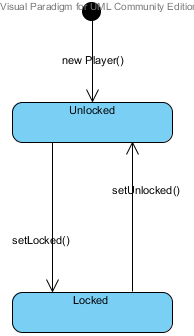 Visual Paradigm for UML Community Edition
new Player()
Unlocked
setUnlocked()
setLocked()
Locked